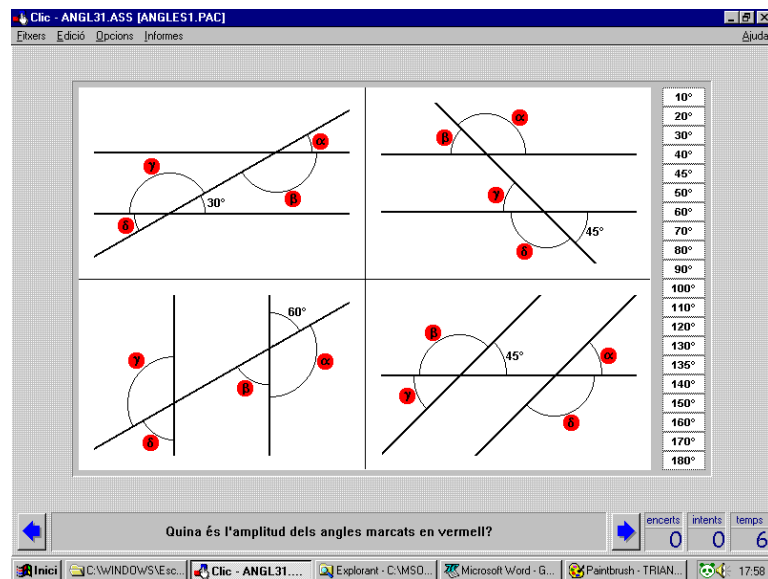 Clic - ANGL31.ASS [ANGLES1.PAC]
Fitxers Edició Opcions Informes Ajuda
α
γ
30°
β
δ
α
β
γ
45°
δ
60°
γ
α
β
δ
β
45°
α
γ
δ
10°
20°
30°
40°
45°
50°
60°
70°
80°
90°
100°
110°
120°
130°
135°
140°
150°
160°
170°
180°
Quina és l'amplitud dels angles marcats en vermell?
encerts intents temps
0 0 6
Inici C:\WINDOWS\Esc... Clic - ANGL31.... Explorant - C:\MSO... Microsoft Word - G... Paintbrush - TRIAN... 17:58